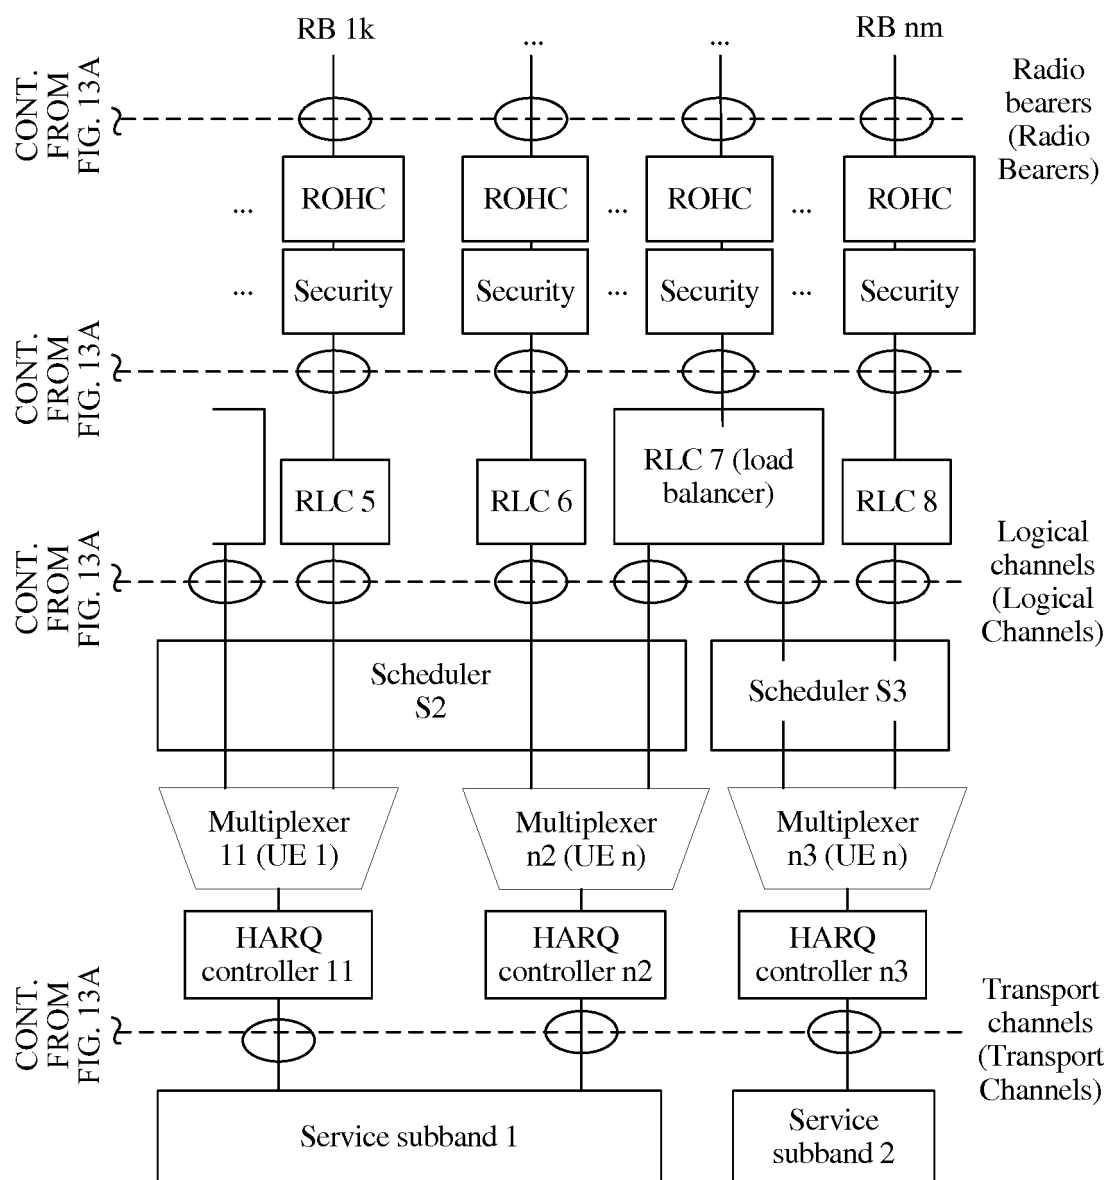 RB 1k
...
...
RB nm
CONT.
FROM
FIG. 13A
Radio
bearers
(Radio
Bearers)
...
ROHC
ROHC
...
ROHC
...
ROHC
...
Security
Security
...
Security
...
Security
CONT.
FROM
FIG. 13A
RLC 5
RLC 6
RLC 7 (load
balancer)
RLC 8
CONT.
FROM
FIG. 13A
Logical
channels
(Logical
Channels)
Scheduler
S2
Scheduler S3
Multiplexer
11 (UE 1)
Multiplexer
n2 (UE n)
Multiplexer
n3 (UE n)
HARQ
controller 11
HARQ
controller n2
HARQ
controller n3
CONT.
FROM
FIG. 13A
Transport
channels
(Transport
Channels)
Service subband 1
Service
subband 2